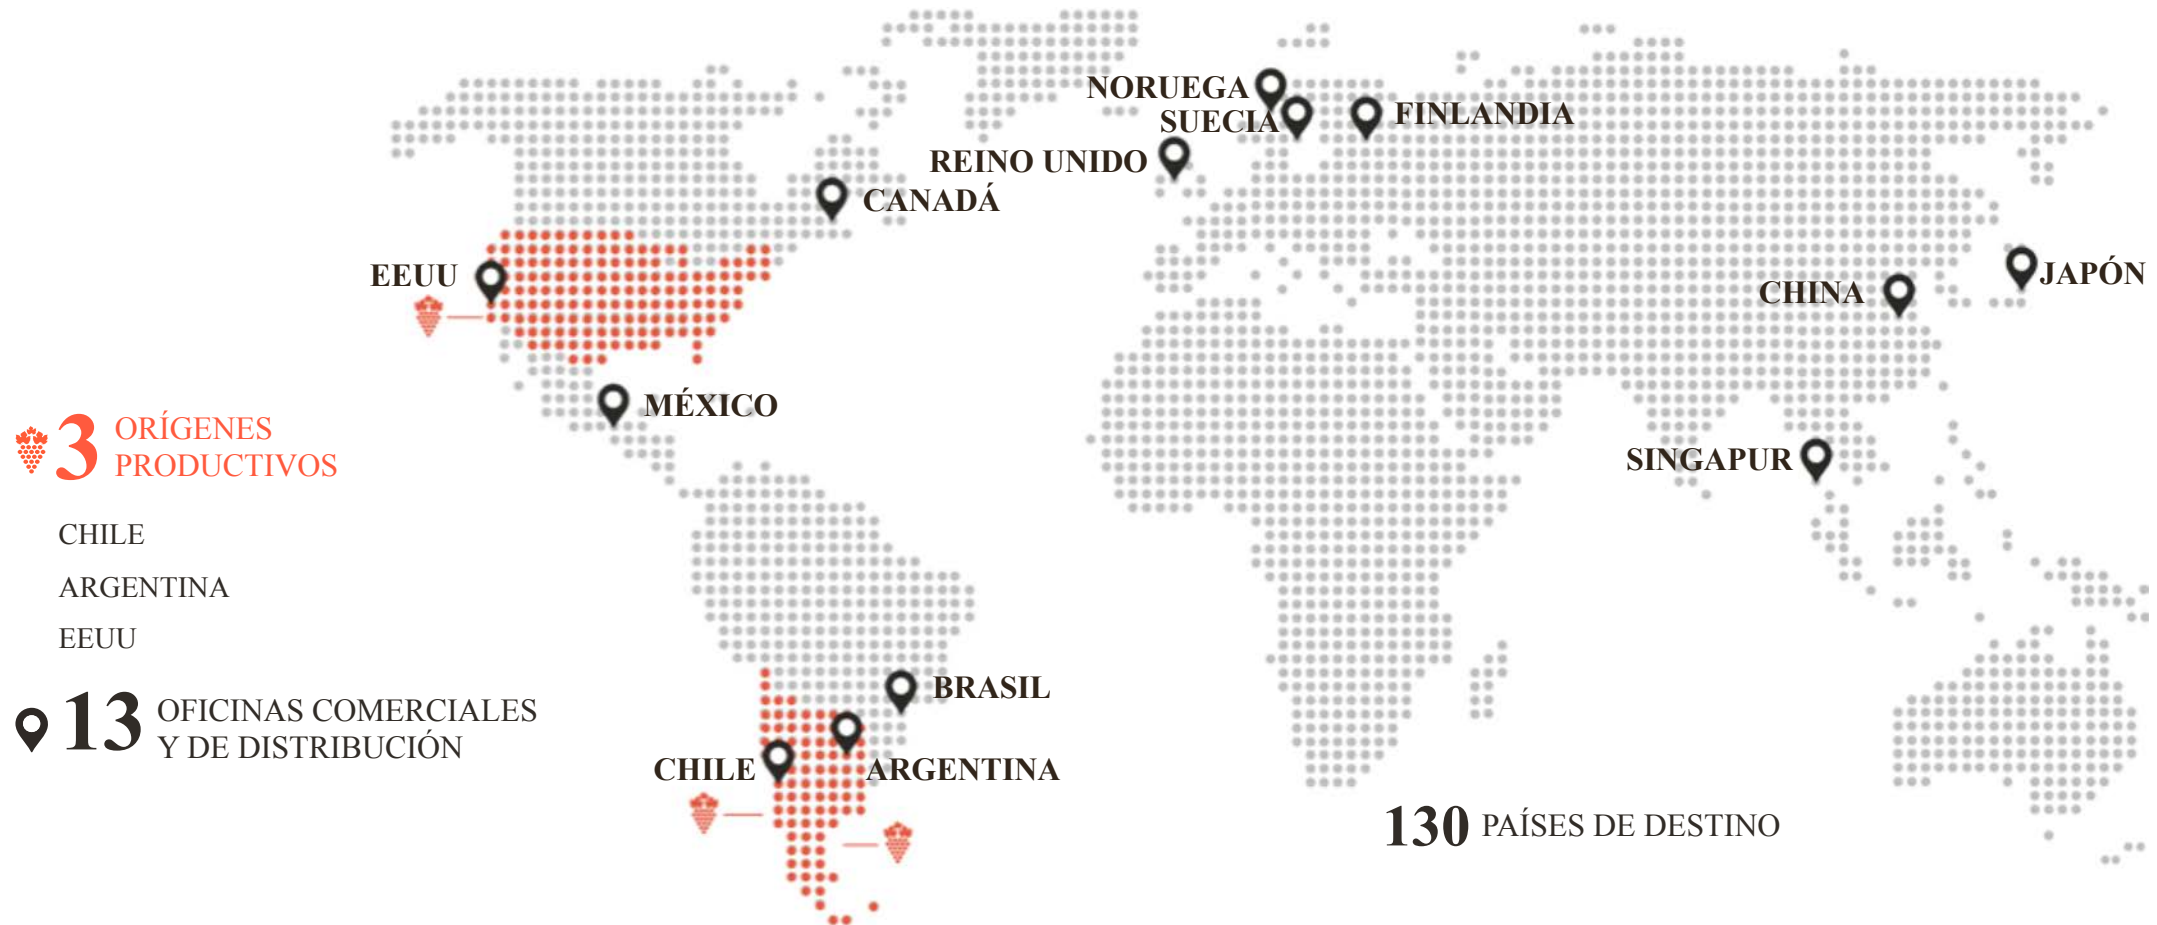 NORUEGA
SUECIA
FINLANDIA
REINO UNIDO
CANADÁ
EEUU
JAPÓN
CHINA
MÉXICO
SINGAPUR
3 ORÍGENES
PRODUCTIVOS
CHILE
ARGENTINA
EEUU
13 OFICINAS COMERCIALES
Y DE DISTRIBUCIÓN
BRASIL
CHILE
ARGENTINA
130 PAÍSES DE DESTINO